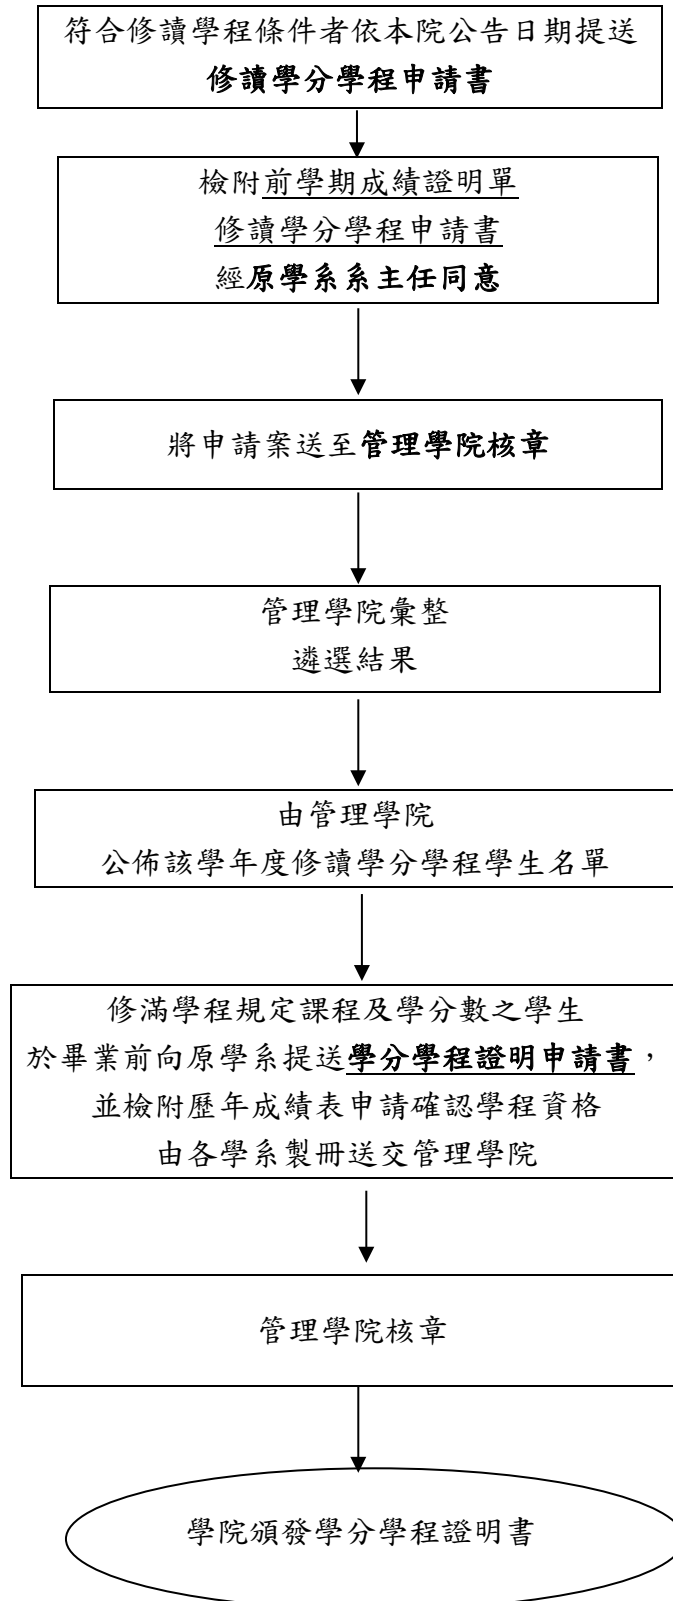 符合修讀學程條件者依本院公告日期提送
修讀學分學程申請書
檢附前學期成績證明單
修讀學分學程申請書
經原學系系主任同意
將申請案送至管理學院核章
管理學院彙整
遴選結果
由管理學院
公佈該學年度修讀學分學程學生名單
修滿學程規定課程及學分數之學生
於畢業前向原學系提送學分學程證明申請書，
並檢附歷年成績表申請確認學程資格
由各學系製冊送交管理學院
管理學院核章
學院頒發學分學程證明書